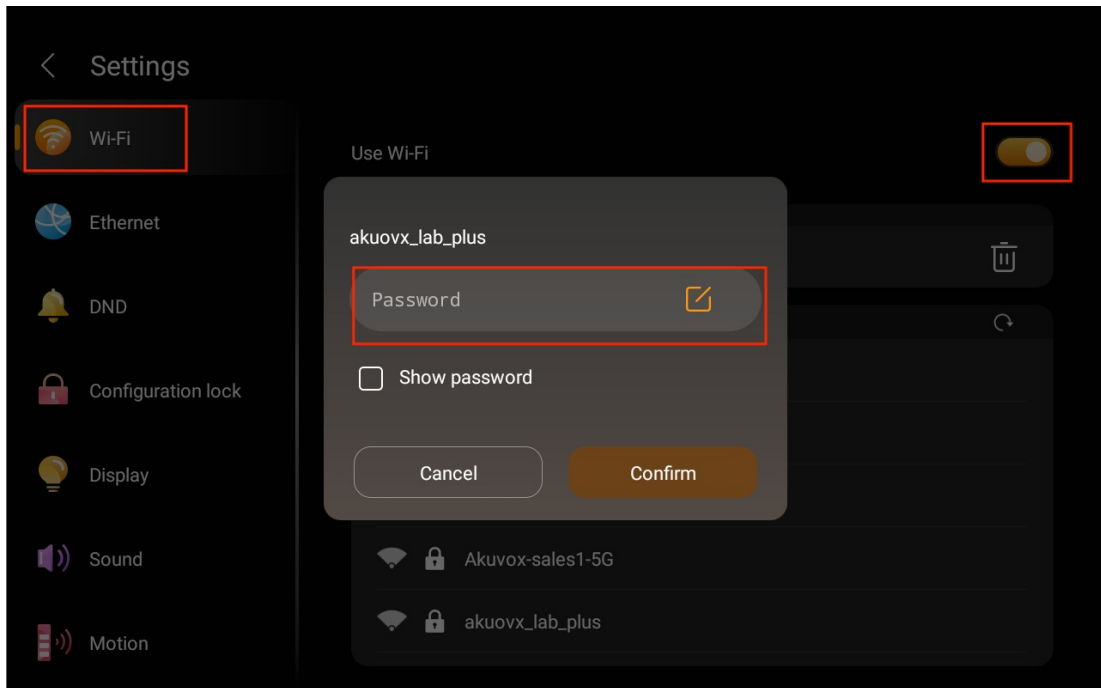 Settings
Wi-Fi
Use Wi-Fi
Ethernet
akuovx_lab_plus
Password
DND
Show password
Configuration lock
Cancel
Confirm
Display
Sound
Akuvox-sales1-5G
akuovx_lab_plus
Motion